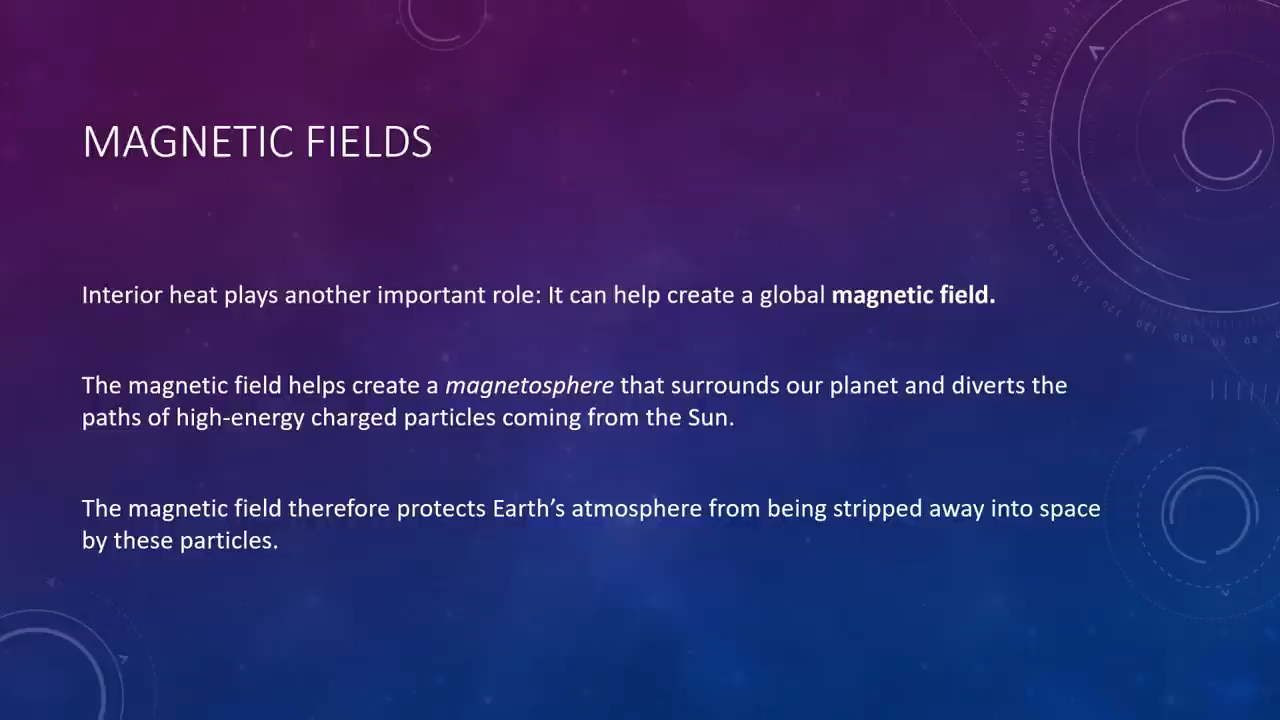 MAGNETIC FIELDS
Interior heat plays another important role: It can help create a global magnetic field.
The magnetic field helps create a magnetosphere that surrounds our planet and diverts the
paths of high-energy charged particles coming from the Sun.
The magnetic field therefore protects Earth’s atmosphere from being stripped away into space
by these particles.